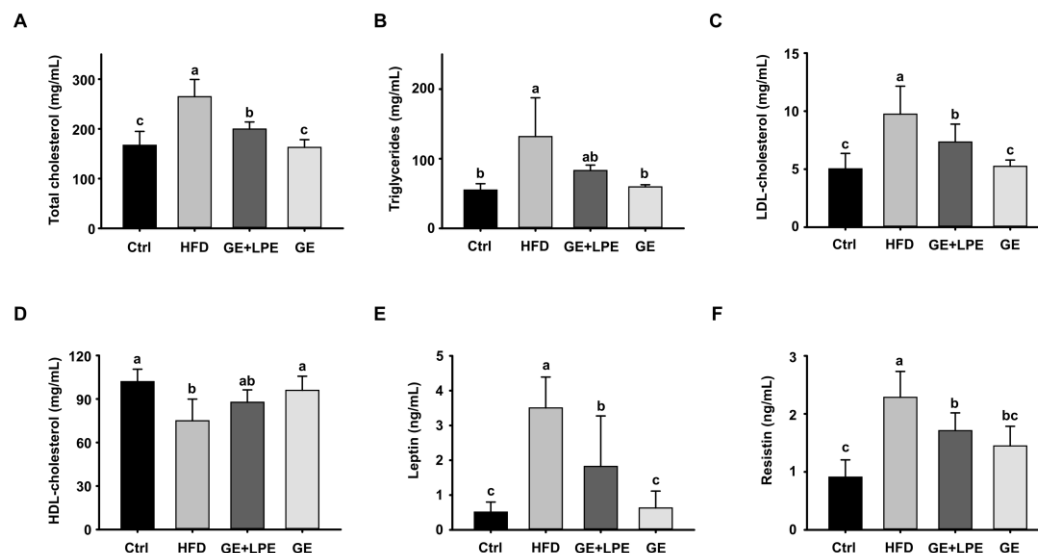 A
Total cholesterol (mg/mL)
300
200
100
0
c
a
b
c
Ctrl HFD GE+LPE GE
B
Triglycerides (mg/mL)
200
100
0
b
a
ab
b
Ctrl HFD GE+LPE GE
C
LDL-cholesterol (mg/mL)
15
10
5
0
c
a
b
c
Ctrl HFD GE+LPE GE
D
HDL-cholesterol (mg/mL)
120
90
60
30
0
a
b
ab
a
Ctrl HFD GE+LPE GE
E
Leptin (ng/mL)
5
4
3
2
1
0
c
a
b
c
Ctrl HFD GE+LPE GE
F
Resistin (ng/mL)
3
2
1
0
c
a
b
bc
Ctrl HFD GE+LPE GE